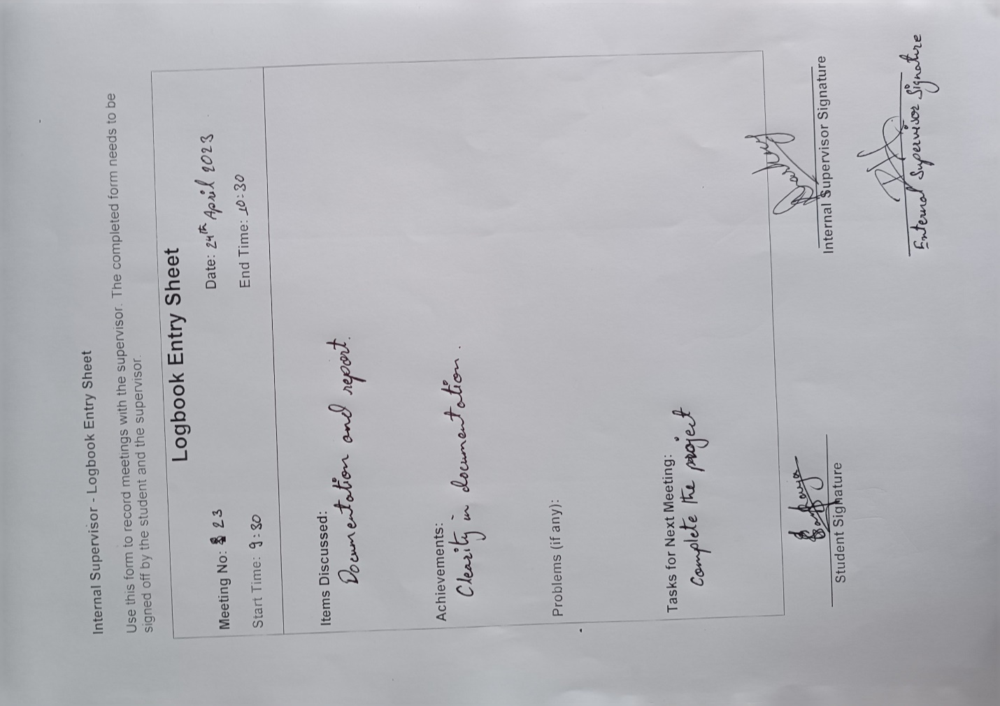 Internal Supervisor - Logbook Entry Sheet
Use this form to record meetings with the supervisor. The completed form needs to be
signed off by the student and the supervisor.
Logbook Entry Sheet
Meeting No: 23 Date: 24th April 2023
Start Time: 9:30 End Time: 10:30
Items Discussed:
Documentation and report.
Achievements:
Clearity in documentation.
Problems (if any):
Tasks for Next Meeting:
Complete the project
Student Signature
Internal Supervisor Signature
External Supervisor Signature